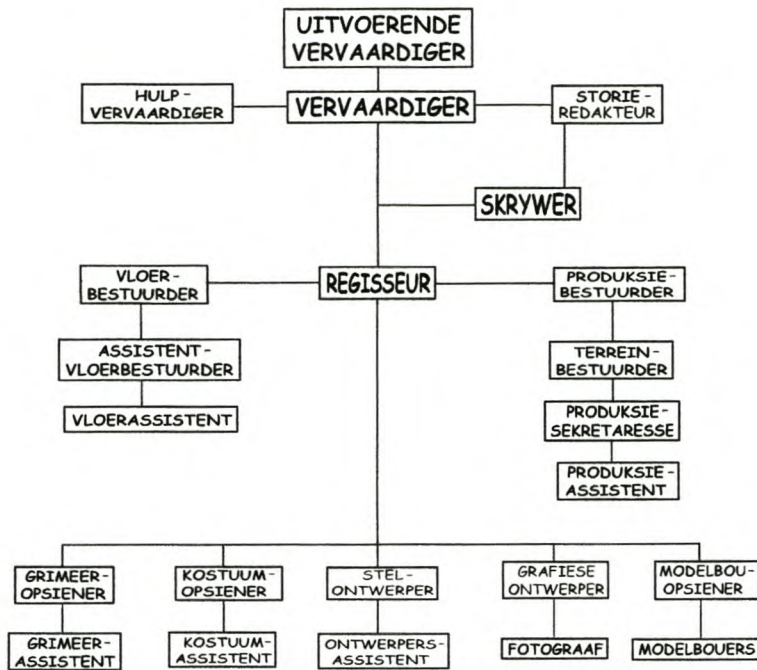 UITVOERENDE
VERVAARDIGER
HULP-
VERVAARDIGER
VERVAARDIGER
STORIE-
REDAKTEUR
SKRYWER
VLOER-
BESTUURDER
REGISSEUR
PRODUKSIE-
BESTUURDER
ASSISTENT-
VLOERBESTUURDER
TERREIN-
BESTUURDER
VLOERASSISTENT
PRODUKSIE-
SEKRETARESSE
PRODUKSIE-
ASSISTENT
GRIMEER-
OPSIENER
KOSTUUM-
OPSIENER
STEL-
ONTWERPER
GRAFIESE
ONTWERPER
MODELBOU-
OPSIENER
GRIMEER-
ASSISTENT
KOSTUUM-
ASSISTENT
ONTWERPERS-
ASSISTENT
FOTOGRAAF
MODELBOUERS